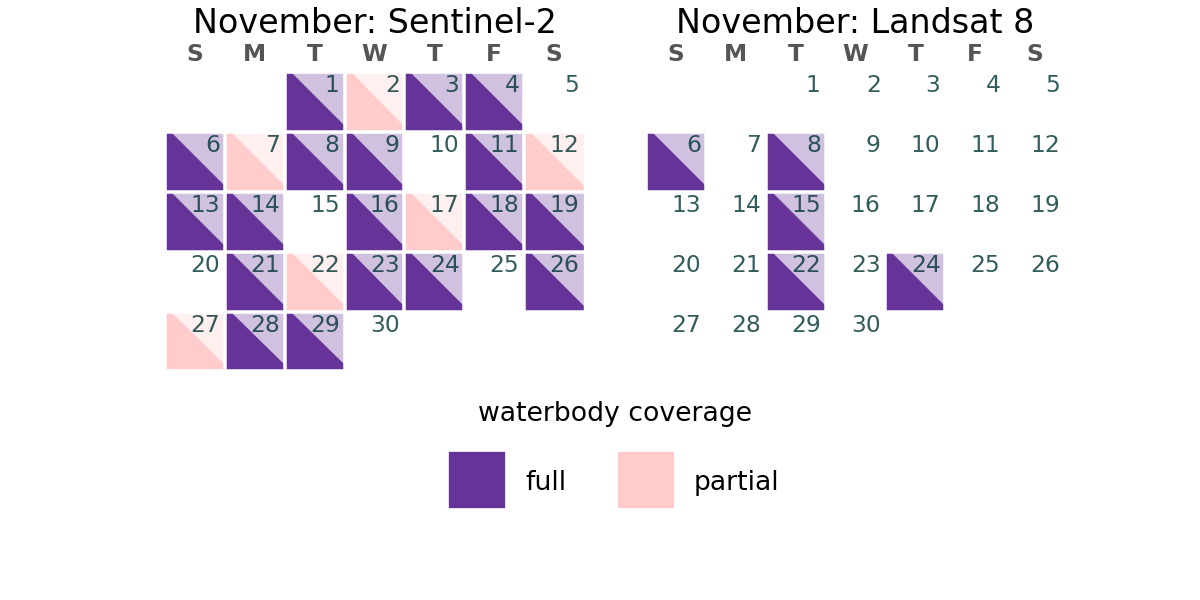 November: Sentinel-2
S M T W T F S
1 2 3 4 5
6 7 8 9 10 11 12
13 14 15 16 17 18 19
20 21 22 23 24 25 26
27 28 29 30
November: Landsat 8
S M T W T F S
1 2 3 4 5
6 7 8 9 10 11 12
13 14 15 16 17 18 19
20 21 22 23 24 25 26
27 28 29 30
waterbody coverage
full partial